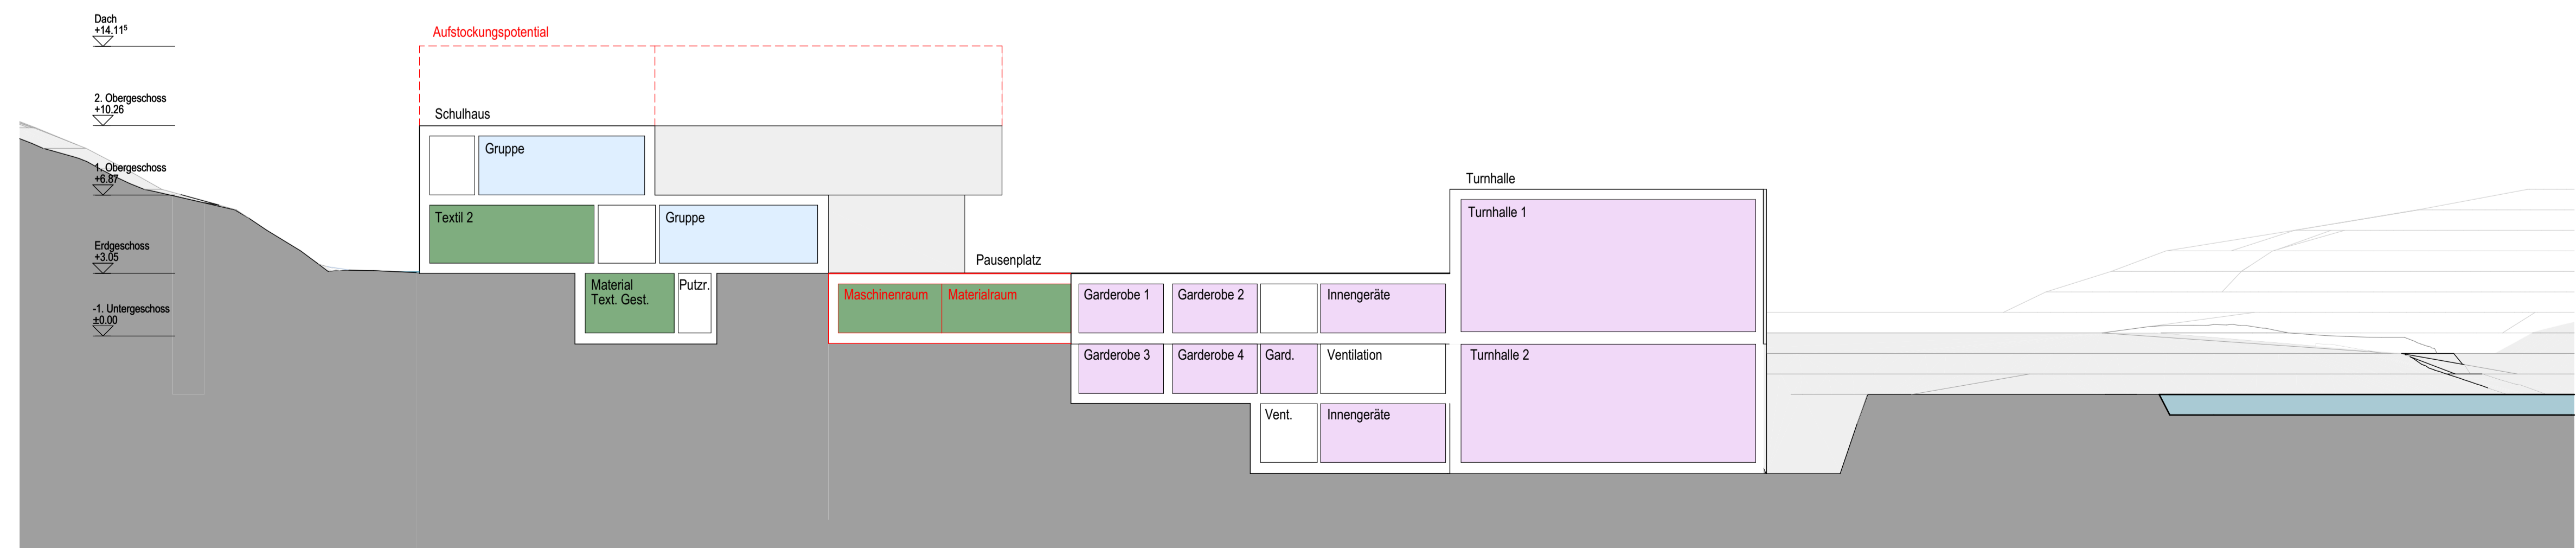 Dach
+14.11⁵
Aufstockungspotential
2. Obergeschoss
+10.26
Schulhaus
Gruppe
1. Obergeschoss
+6.87
Turnhalle
Turnhalle 1
Textil 2
Gruppe
Erdgeschoss
+3.05
Pausenplatz
Material
Text. Gest.
Putzr.
Maschinenraum
Materialraum
Garderobe 1
Garderobe 2
Innengeräte
-1. Untergeschoss
±0.00
Garderobe 3
Garderobe 4
Gard.
Ventilation
Turnhalle 2
Vent.
Innengeräte